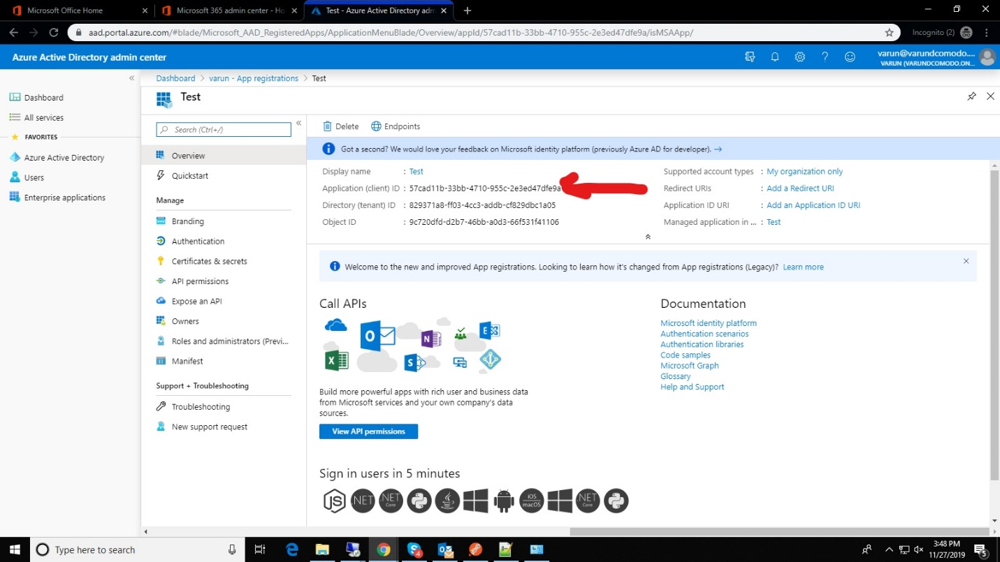 Microsoft Office Home
Microsoft 365 admin center - Ho
Test - Azure Active Directory adm
aad.portal.azure.com/#blade/Microsoft_AAD_RegisteredApps/ApplicationMenuBlade/Overview/appId/57cad11b-33bb-4710-955c-2e3ed47dfe9a/isMSAApp/
Incognito (2)
Azure Active Directory admin center
varun@varundcomodo....
VARUN (VARUNDCOMODO.ON...
Dashboard
All services
FAVORITES
Azure Active Directory
Users
Enterprise applications
Dashboard > varun - App registrations > Test
Test
Search (Ctrl+/)
Overview
Quickstart
Manage
Branding
Authentication
Certificates & secrets
API permissions
Expose an API
Owners
Roles and administrators (Previ...
Manifest
Support + Troubleshooting
Troubleshooting
New support request
Delete
Endpoints
Got a second? We would love your feedback on Microsoft identity platform (previously Azure AD for developer). →
Display name : Test
Application (client) ID : 57cad11b-33bb-4710-955c-2e3ed47dfe9a
Directory (tenant) ID : 829371a8-ff03-4cc3-addb-cf829dbc1a05
Object ID : 9c720dfd-d2b7-46bb-a0d3-66f531f41106
Supported account types : My organization only
Redirect URIs : Add a Redirect URI
Application ID URI : Add an Application ID URI
Managed application in ... : Test
Welcome to the new and improved App registrations. Looking to learn how it's changed from App registrations (Legacy)? Learn more
Call APIs
O
N
E
X
S
Build more powerful apps with rich user and business data
from Microsoft services and your own company's data
sources.
View API permissions
Documentation
Microsoft identity platform
Authentication scenarios
Authentication libraries
Code samples
Microsoft Graph
Glossary
Help and Support
Sign in users in 5 minutes
JS
.NET
.NET Core
iOS macOS
.NET Core
Type here to search
3:48 PM
11/27/2019
4
5